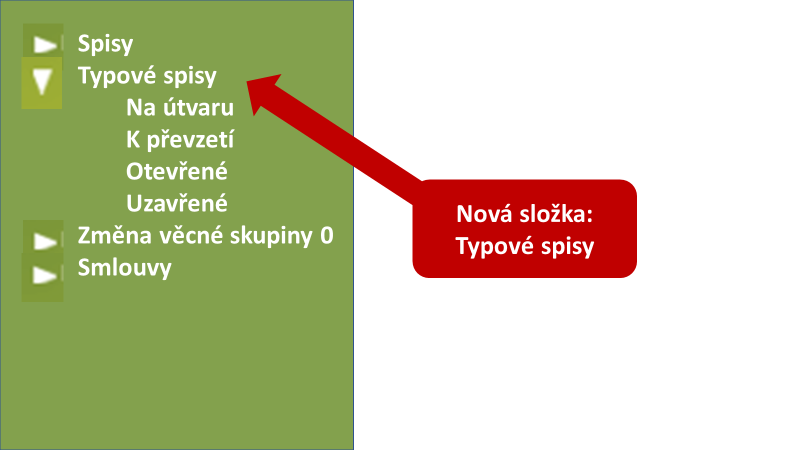 Spisy
Typové spisy
Na útvaru
K převzetí
Otevřené
Uzavřené
Změna věcné skupiny 0
Smlouvy
Nová složka:
Typové spisy